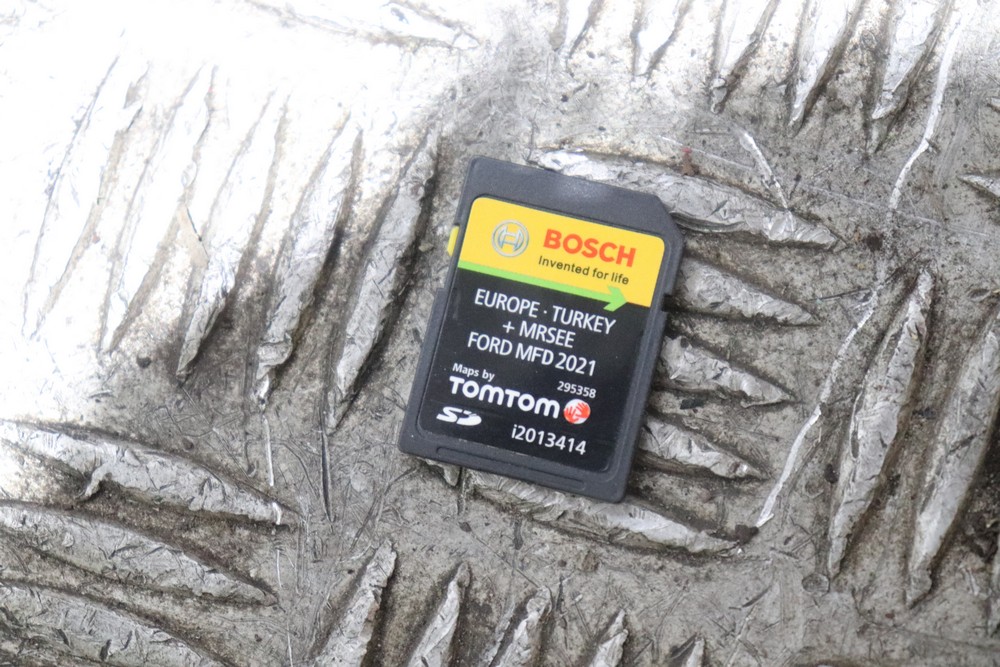 BOSCH
Invented for life
EUROPE · TURKEY
+ MRSEE
FORD MFD 2021
Maps by
295358
TOMTOM
SD
i2013414